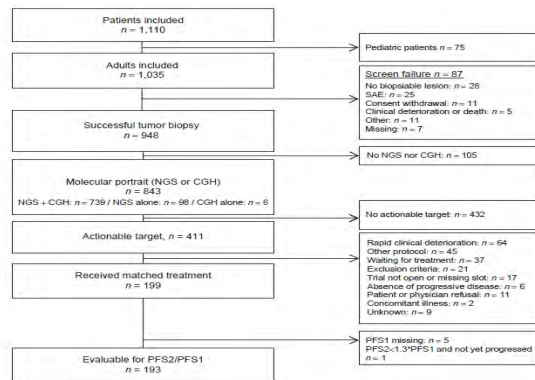 Patients included
n = 1,110
Pediatric patients n = 75
Adults included
n = 1,035
Screen failure n = 87
No biopsiable lesion: n = 28
SAE: n = 25
Consent withdrawal: n = 11
Clinical deterioration or death: n = 5
Other: n = 11
Missing: n = 7
Successful tumor biopsy
n = 948
No NGS nor CGH: n = 105
Molecular portrait (NGS or CGH)
n = 843
NGS + CGH: n = 739 / NGS alone: n = 98 / CGH alone: n = 6
No actionable target: n = 432
Actionable target, n = 411
Rapid clinical deterioration: n = 64
Other protocol: n = 45
Waiting for treatment: n = 37
Exclusion criteria: n = 21
Trial not open or missing slot: n = 17
Absence of progressive disease: n = 6
Patient or physician refusal: n = 11
Concomitant illness: n = 2
Unknown: n = 9
Received matched treatment
n = 199
PFS1 missing: n = 5
PFS2<1.3*PFS1 and not yet progressed
n = 1
Evaluable for PFS2/PFS1
n = 193